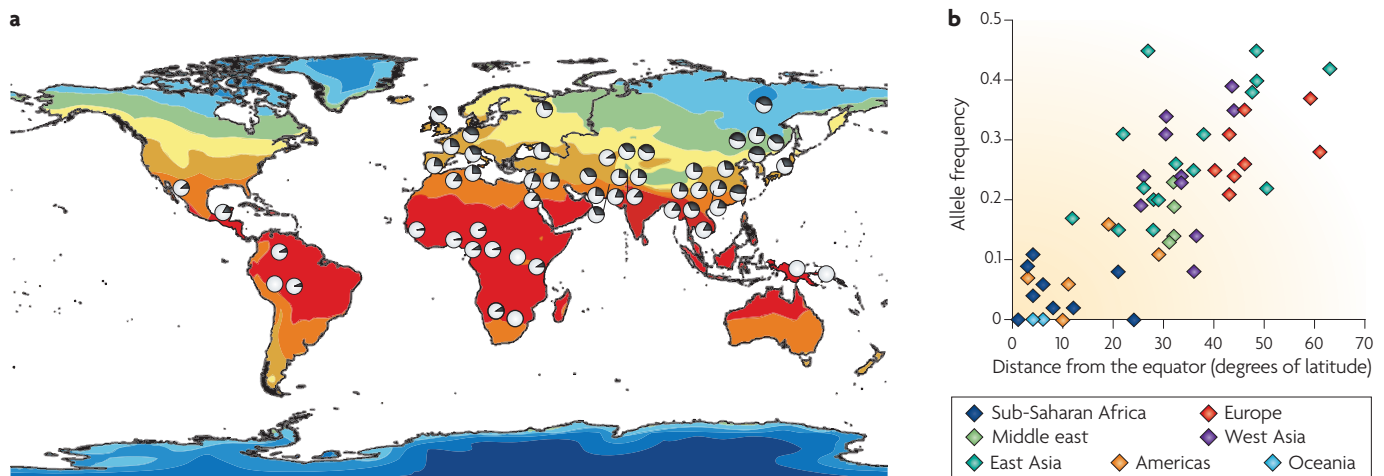 a
b
0.5
0.4
0.3
0.2
0.1
0
Allele frequency
0 10 20 30 40 50 60 70
Distance from the equator (degrees of latitude)
Sub-Saharan Africa Europe
Middle east West Asia
East Asia Americas Oceania